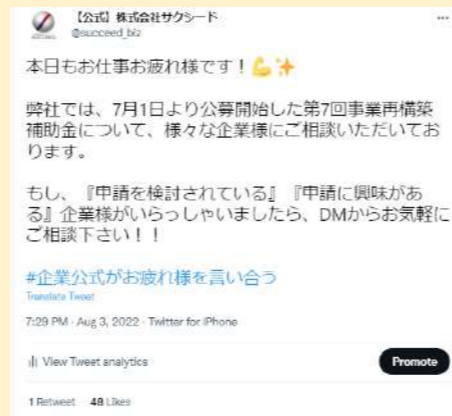 【公式】株式会社サクシード
@succeed_biz
本日もお仕事お疲れ様です！💪✨
弊社では、7月1日より公募開始した第7回事業再構築
補助金について、様々な企業様にご相談いただいてお
ります。
もし、『申請を検討されている』『申請に興味があ
る』企業様がいらっしゃいましたら、DMからお気軽に
ご相談下さい！！
#企業公式がお疲れ様を言い合う
Translate Tweet
7:29 PM · Aug 3, 2022 · Twitter for iPhone
View Tweet analytics
Promote
1 Retweet 48 Likes